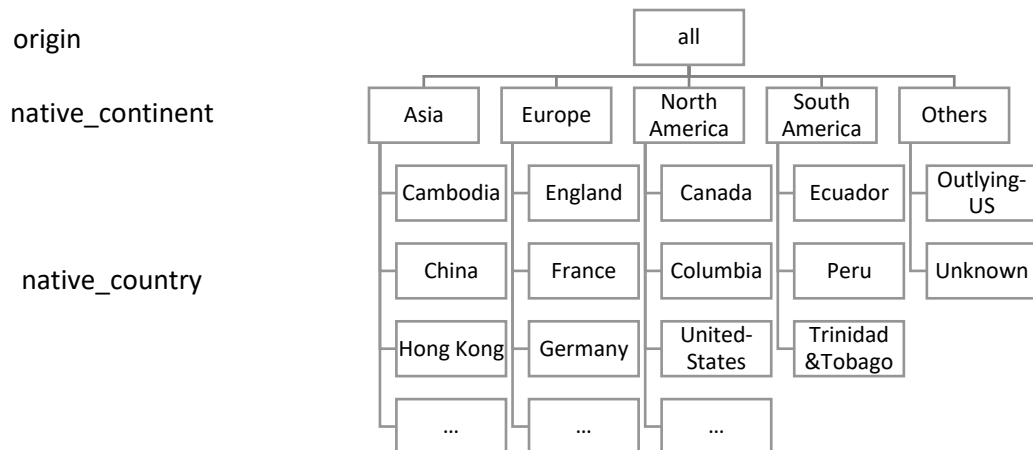 origin
all
native_continent
Asia
Europe
North
America
South
America
Others
native_country
Cambodia
England
Canada
Ecuador
Outlying-
US
China
France
Columbia
Peru
Unknown
Hong Kong
Germany
United-
States
Trinidad
&Tobago
...
...
...